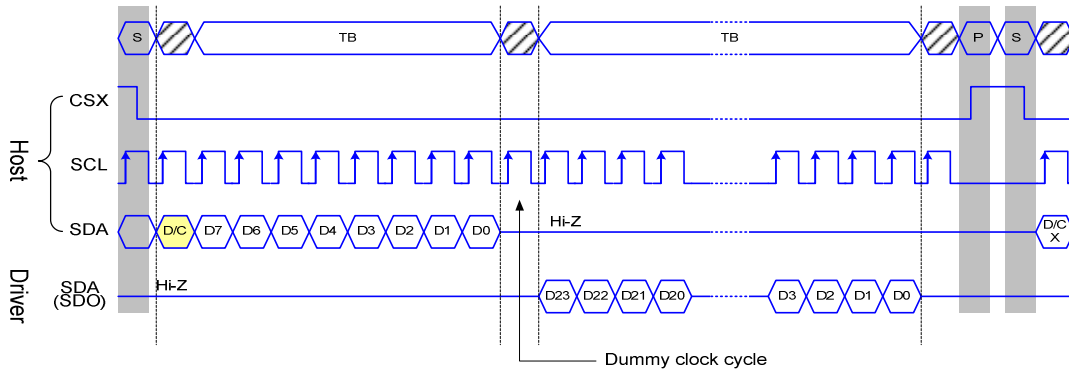 S TB TB P S
CSX
Host
SCL
SDA D/C D7 D6 D5 D4 D3 D2 D1 D0 Hi-Z D/C X
Driver
SDA (SDO) Hi-Z D23 D22 D21 D20 D3 D2 D1 D0
Dummy clock cycle